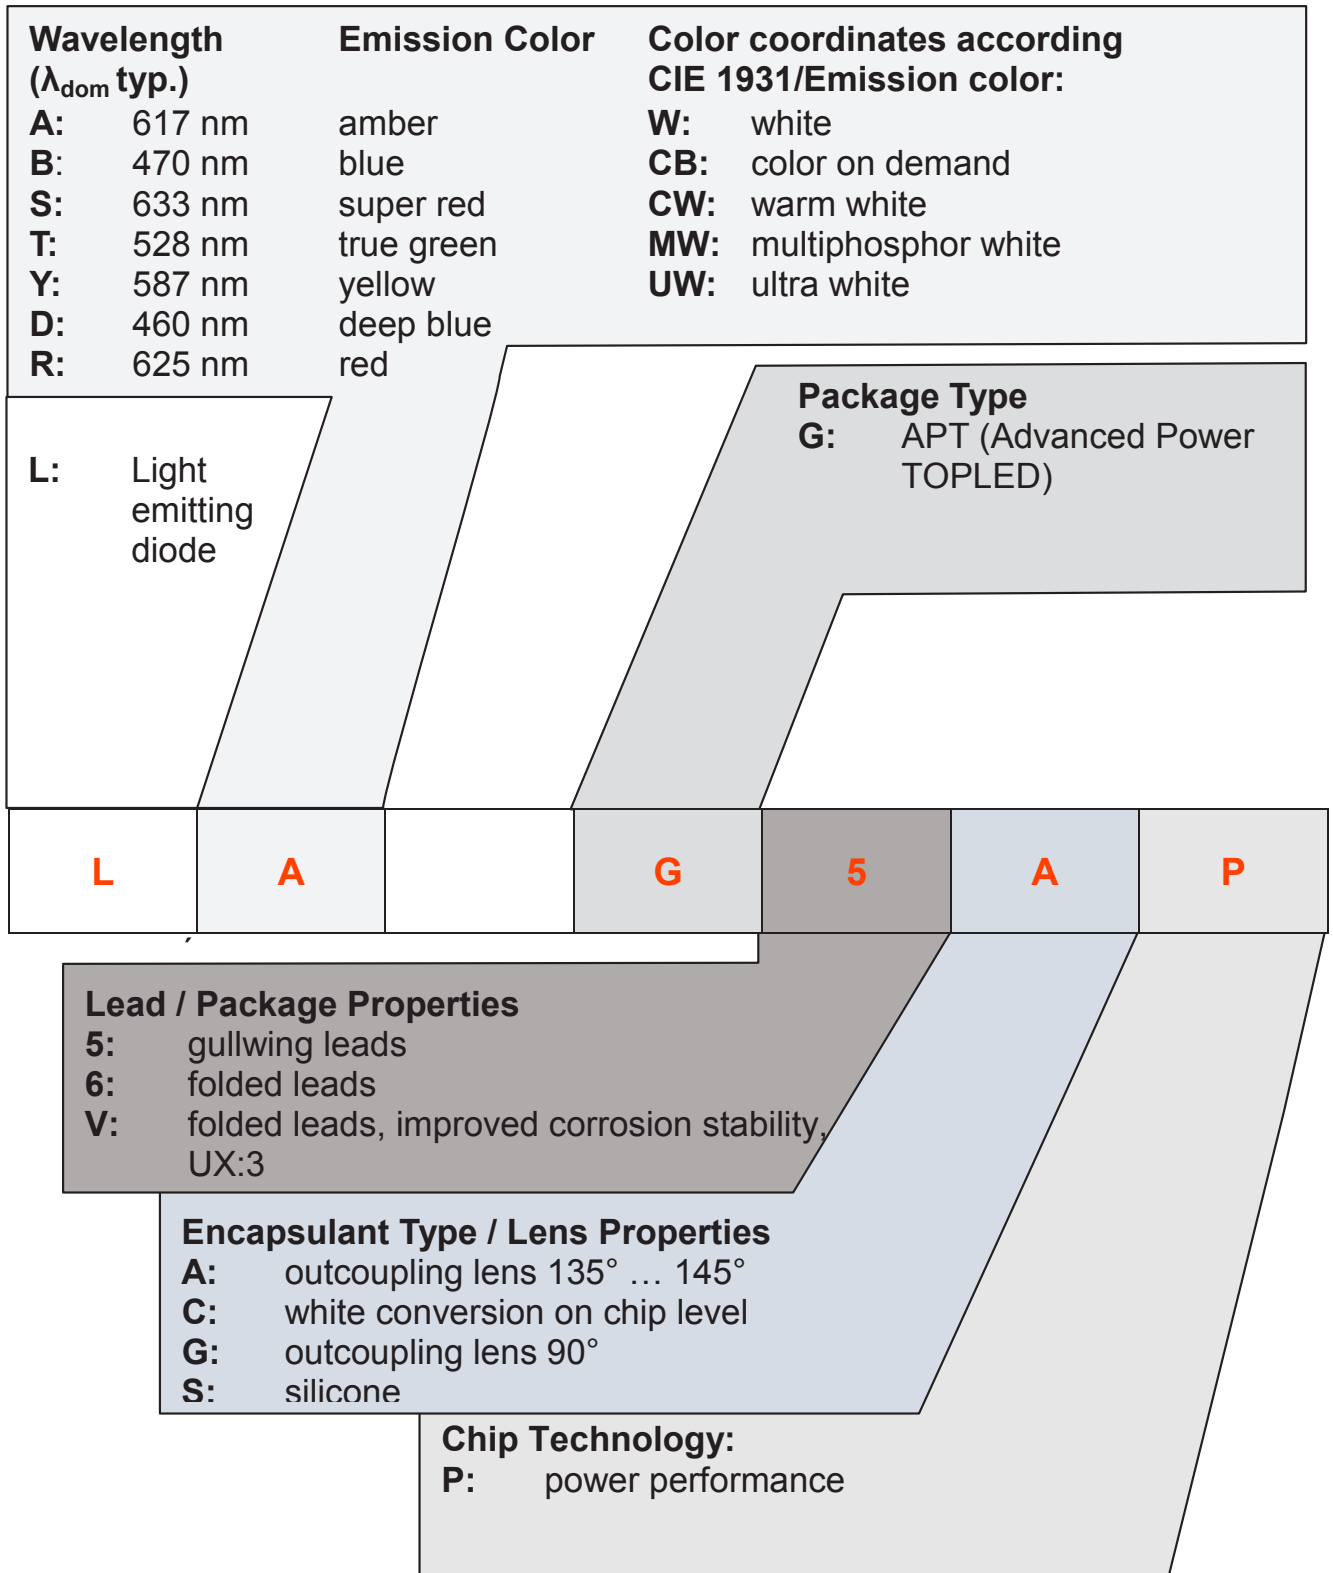 Wavelength Emission Color Color coordinates according
(λdom typ.) CIE 1931/Emission color:
A: 617 nm amber W: white
B: 470 nm blue CB: color on demand
S: 633 nm super red CW: warm white
T: 528 nm true green MW: multiphosphor white
Y: 587 nm yellow UW: ultra white
D: 460 nm deep blue
R: 625 nm red
Package Type
G: APT (Advanced Power
TOPLED)
L: Light
emitting
diode
L A G 5 A P
Lead / Package Properties
5: gullwing leads
6: folded leads
V: folded leads, improved corrosion stability,
UX:3
Encapsulant Type / Lens Properties
A: outcoupling lens 135° … 145°
C: white conversion on chip level
G: outcoupling lens 90°
S: silicone
Chip Technology:
P: power performance